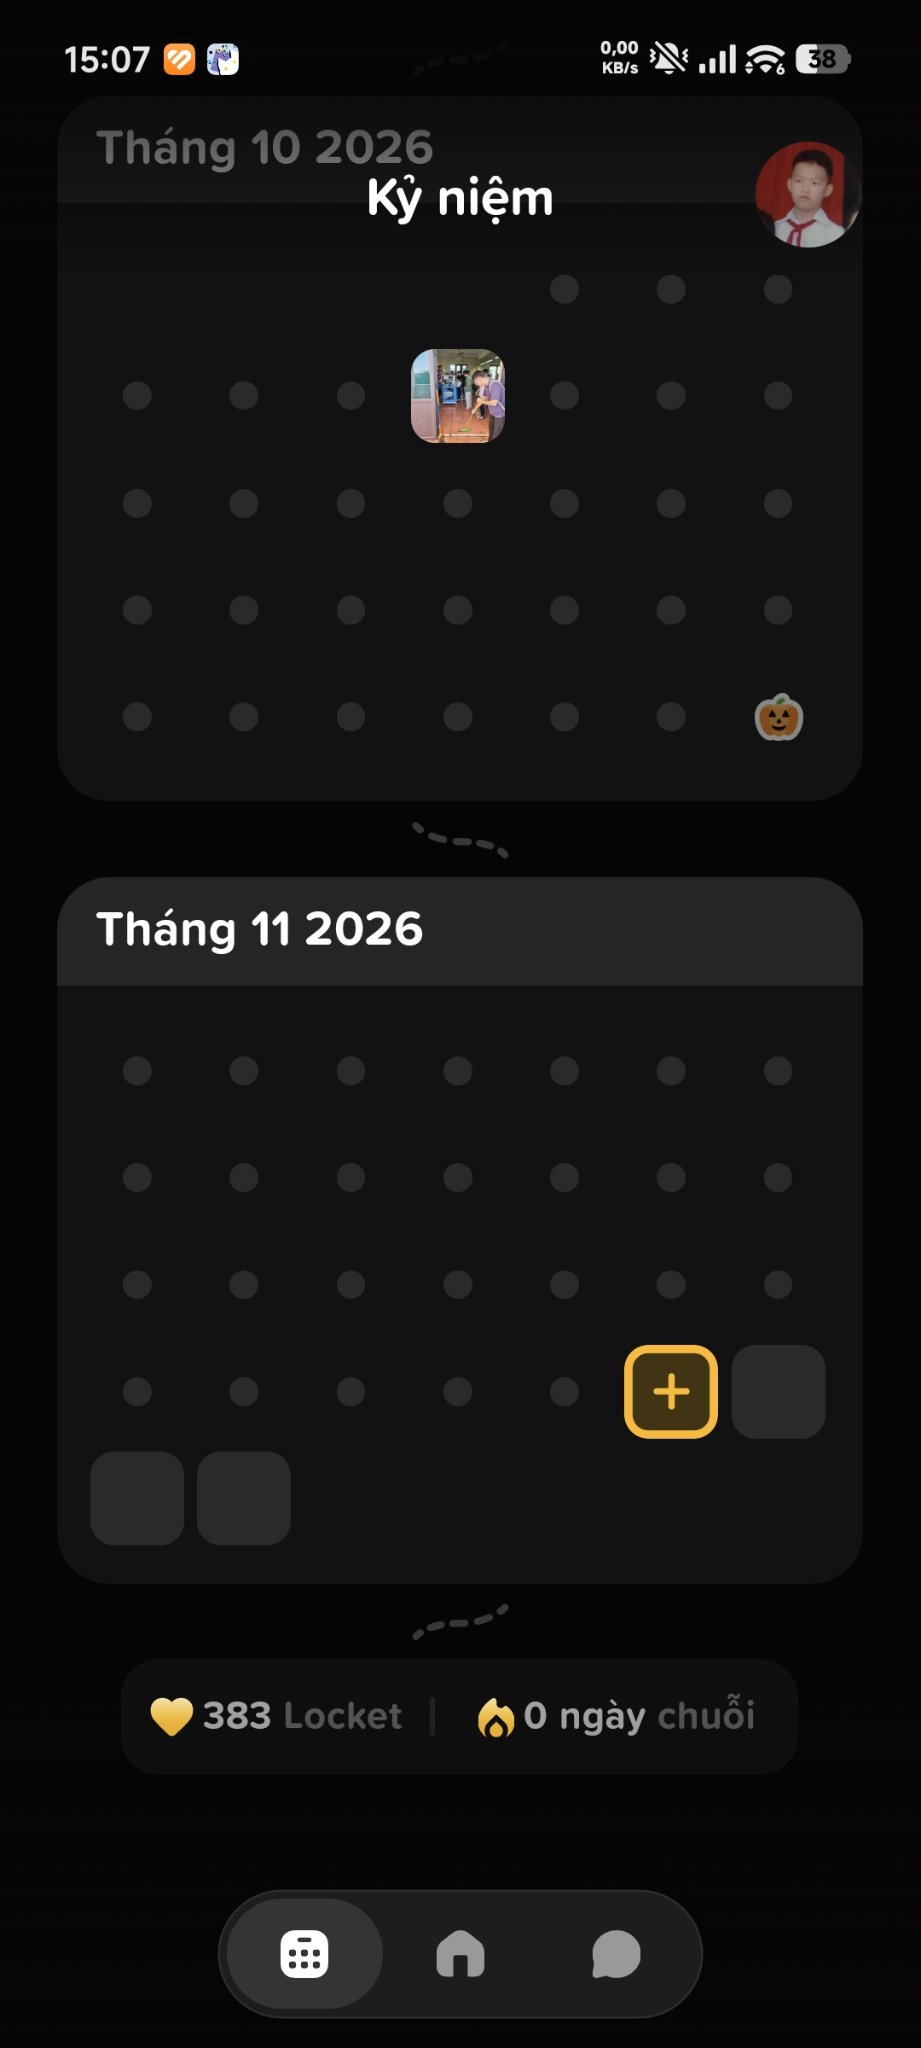 15:07
0,00
KB/s
6
38
Tháng 10 2026
Kỷ niệm
Tháng 11 2026
383 Locket
0 ngày chuỗi